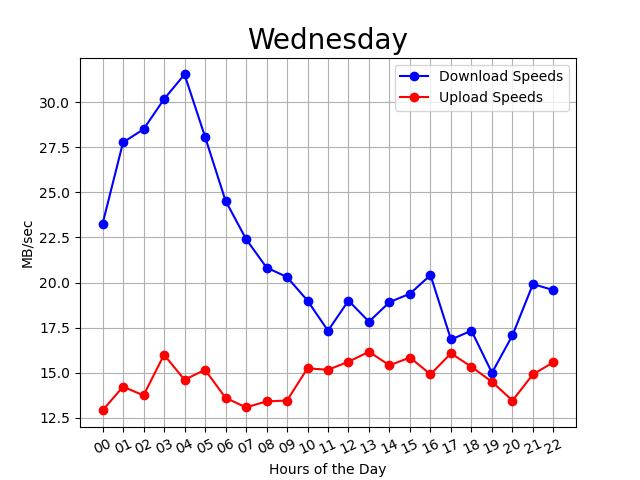 Wednesday
Download Speeds
Upload Speeds
MB/sec
30.0
27.5
25.0
22.5
20.0
17.5
15.0
12.5
00 01 02 03 04 05 06 07 08 09 10 11 12 13 14 15 16 17 18 19 20 21 22
Hours of the Day